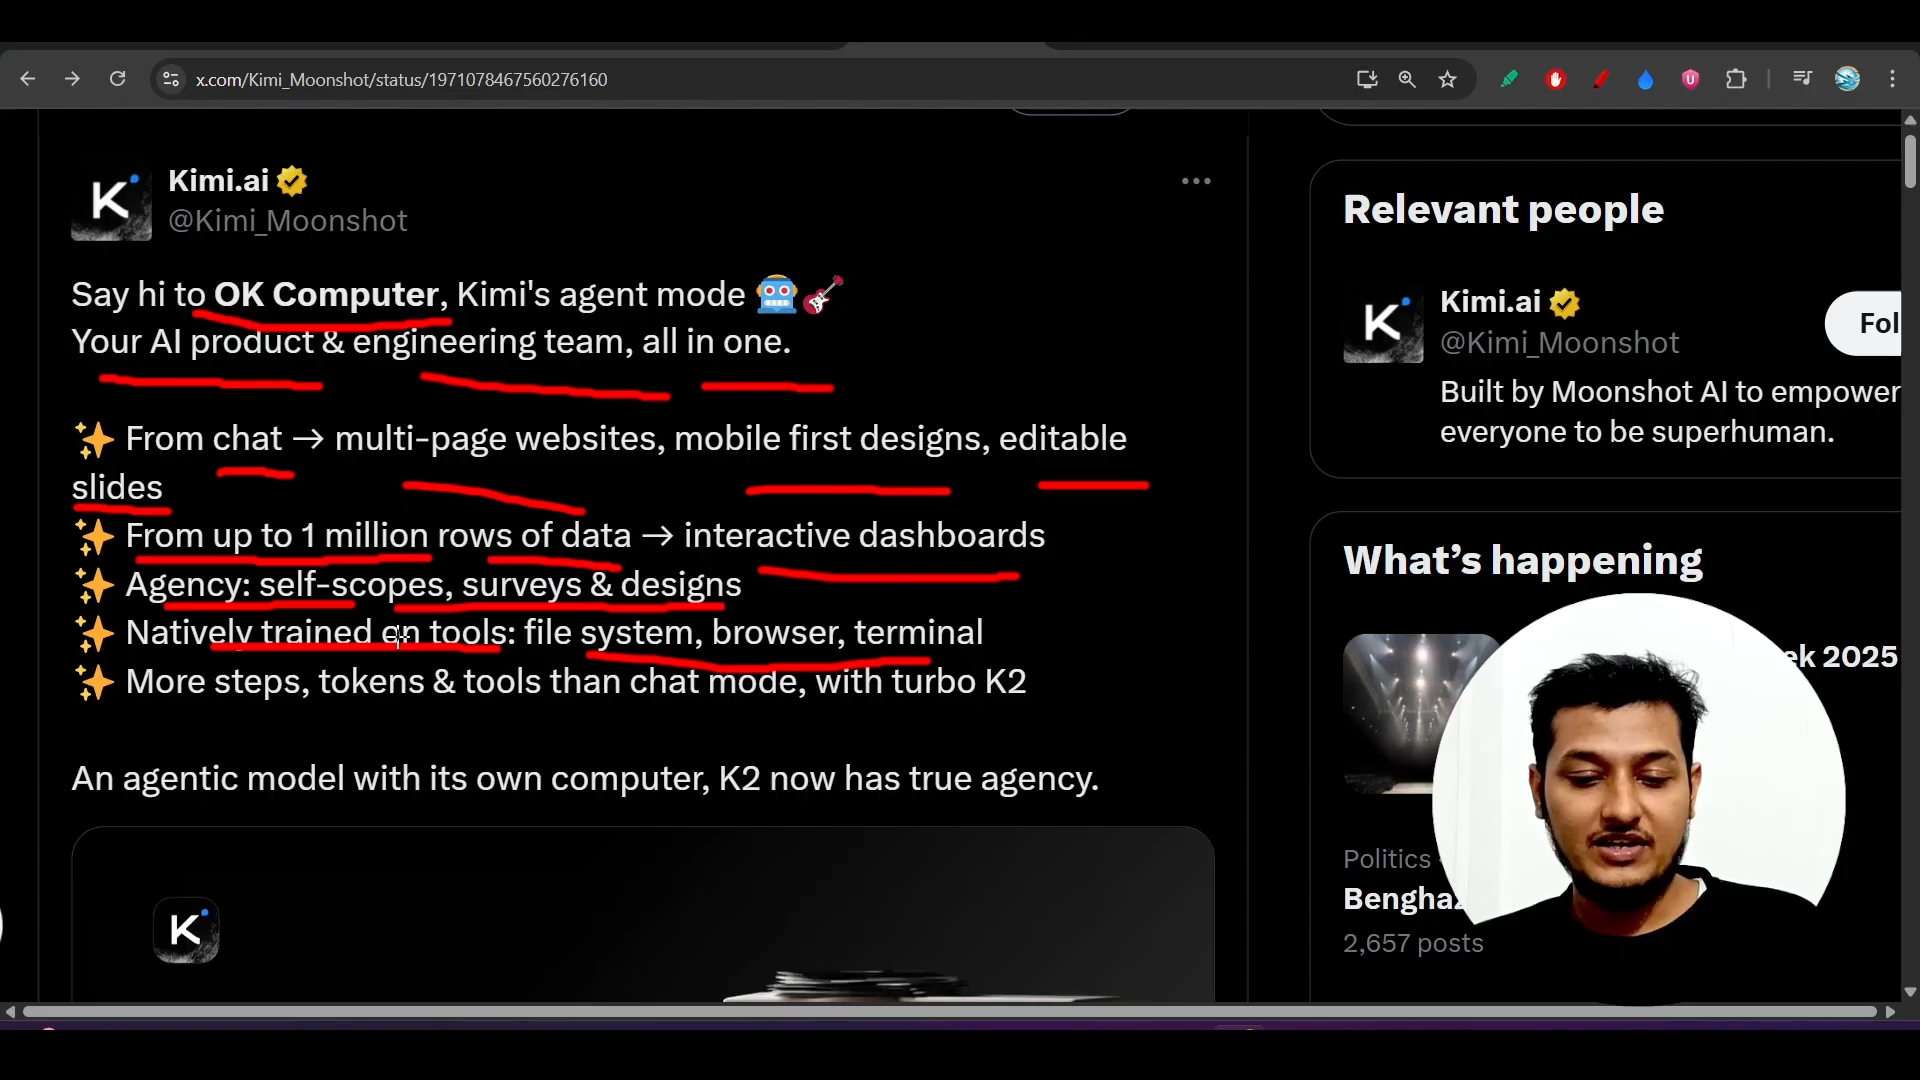 x.com/Kimi_Moonshot/status/1971078467560276160
Kimi.ai
@Kimi_Moonshot
Say hi to OK Computer, Kimi's agent mode 🤖🎸
Your AI product & engineering team, all in one.
✨ From chat → multi-page websites, mobile first designs, editable
slides
✨ From up to 1 million rows of data → interactive dashboards
✨ Agency: self-scopes, surveys & designs
✨ Natively trained on tools: file system, browser, terminal
✨ More steps, tokens & tools than chat mode, with turbo K2
An agentic model with its own computer, K2 now has true agency.
K
Relevant people
Kimi.ai
@Kimi_Moonshot
Fol
Built by Moonshot AI to empower
everyone to be superhuman.
What's happening
ek 2025
Politics
Bengha
2,657 posts